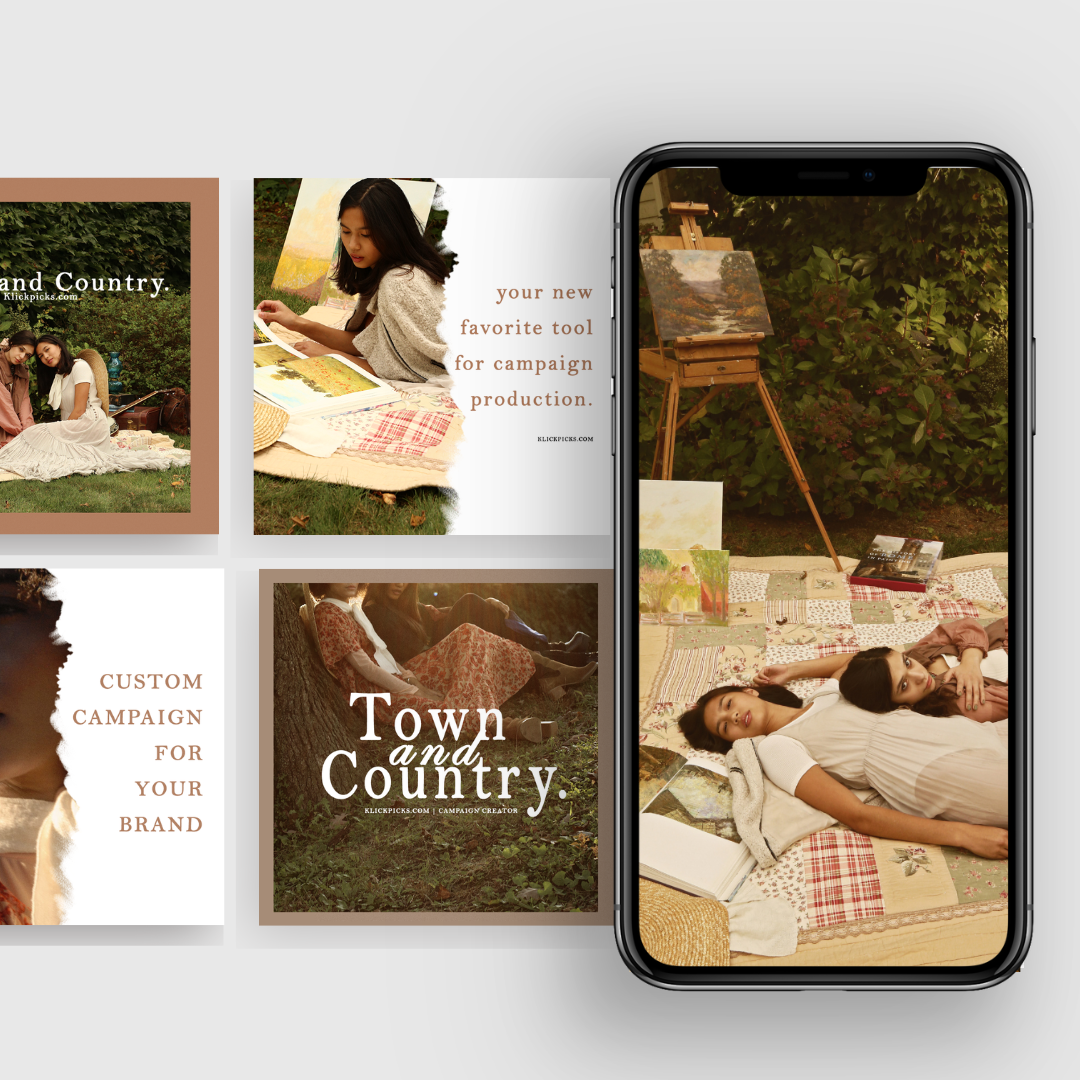 and Country.
Klickpicks.com
your new
favorite tool
for campaign
production.
KLICKPICKS.COM
CUSTOM
CAMPAIGN
FOR
YOUR
BRAND
Town
and
Country.
KLICKPICKS.COM | CAMPAIGN CREATOR